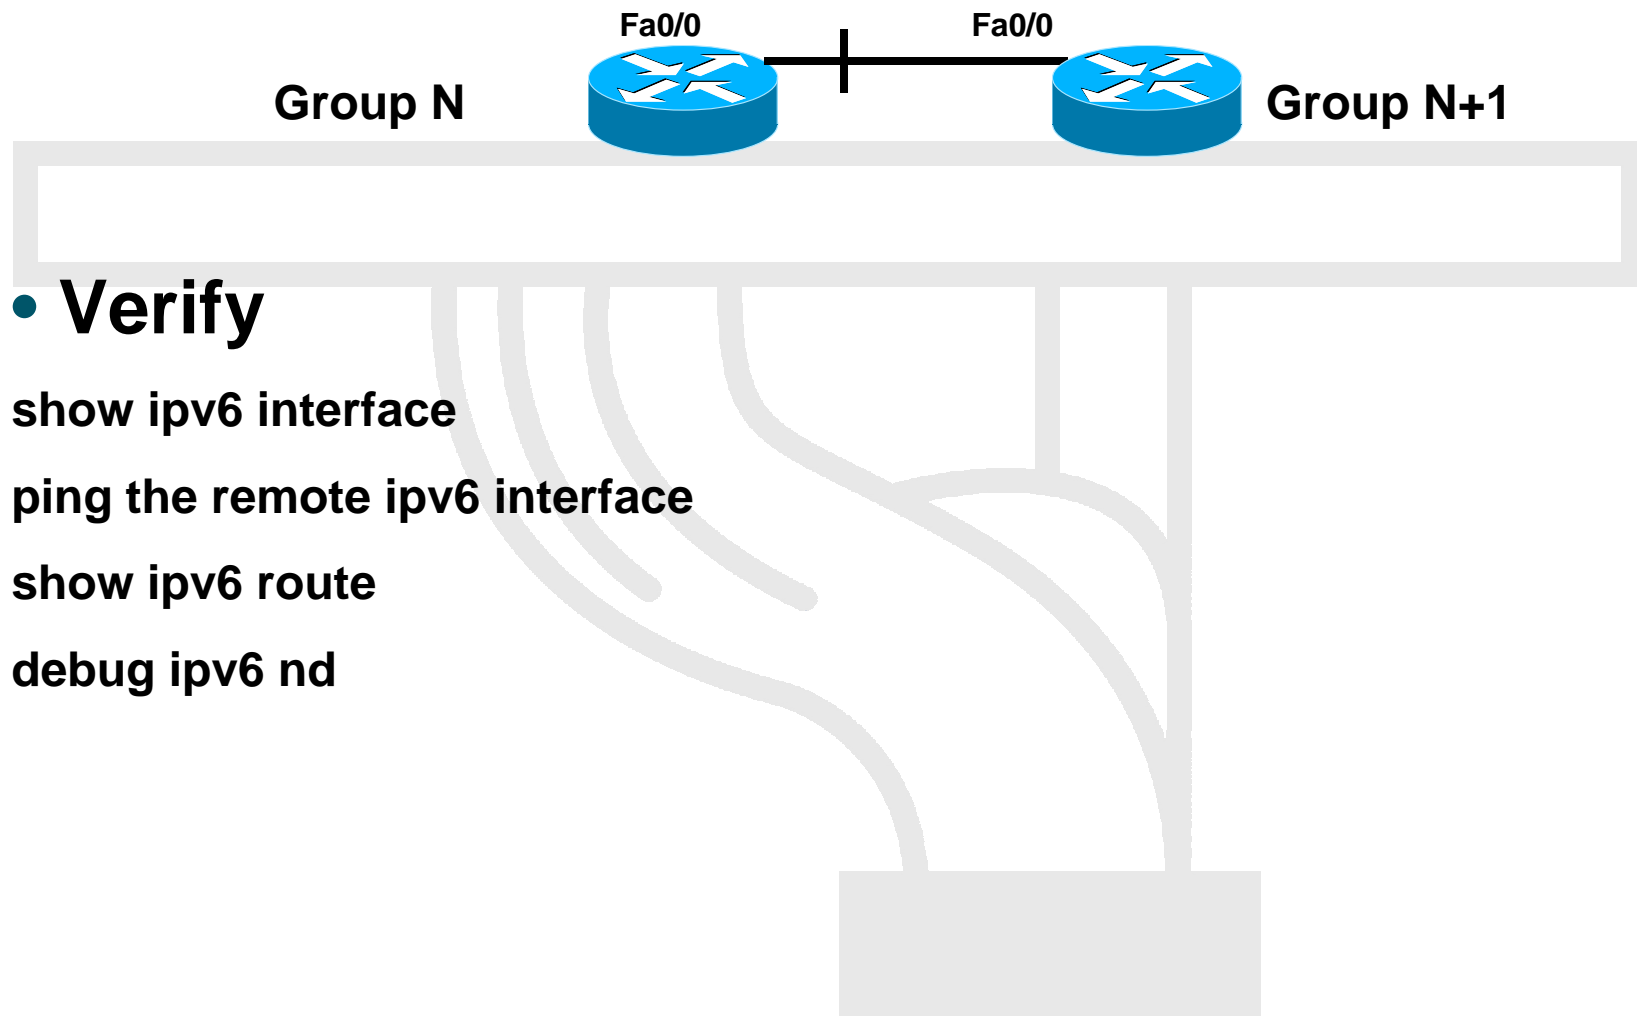 Fa0/0 Fa0/0
Group N Group N+1
• Verify
show ipv6 interface
ping the remote ipv6 interface
show ipv6 route
debug ipv6 nd